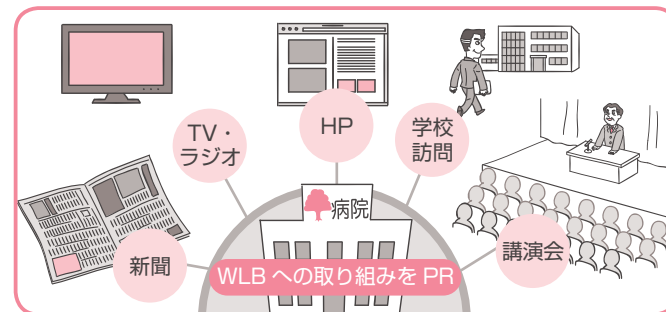 TV・
ラジオ
HP
学校
訪問
病院
新聞
WLB への取り組みを PR
講演会